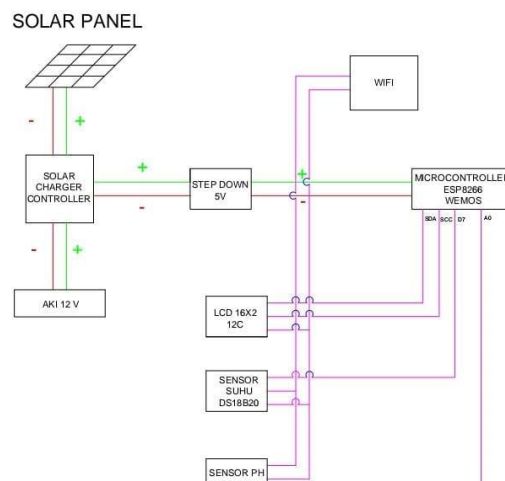 SOLAR PANEL
WIFI
-
+
SOLAR
CHARGER
CONTROLLER
+
-
STEP DOWN
5V
+
-
MICROCONTROLLER
ESP8266
WEMOS
SDA SCC D7 A0
-
+
AKI 12 V
LCD 16X2
12C
SENSOR
SUHU
DS18B20
SENSOR PH